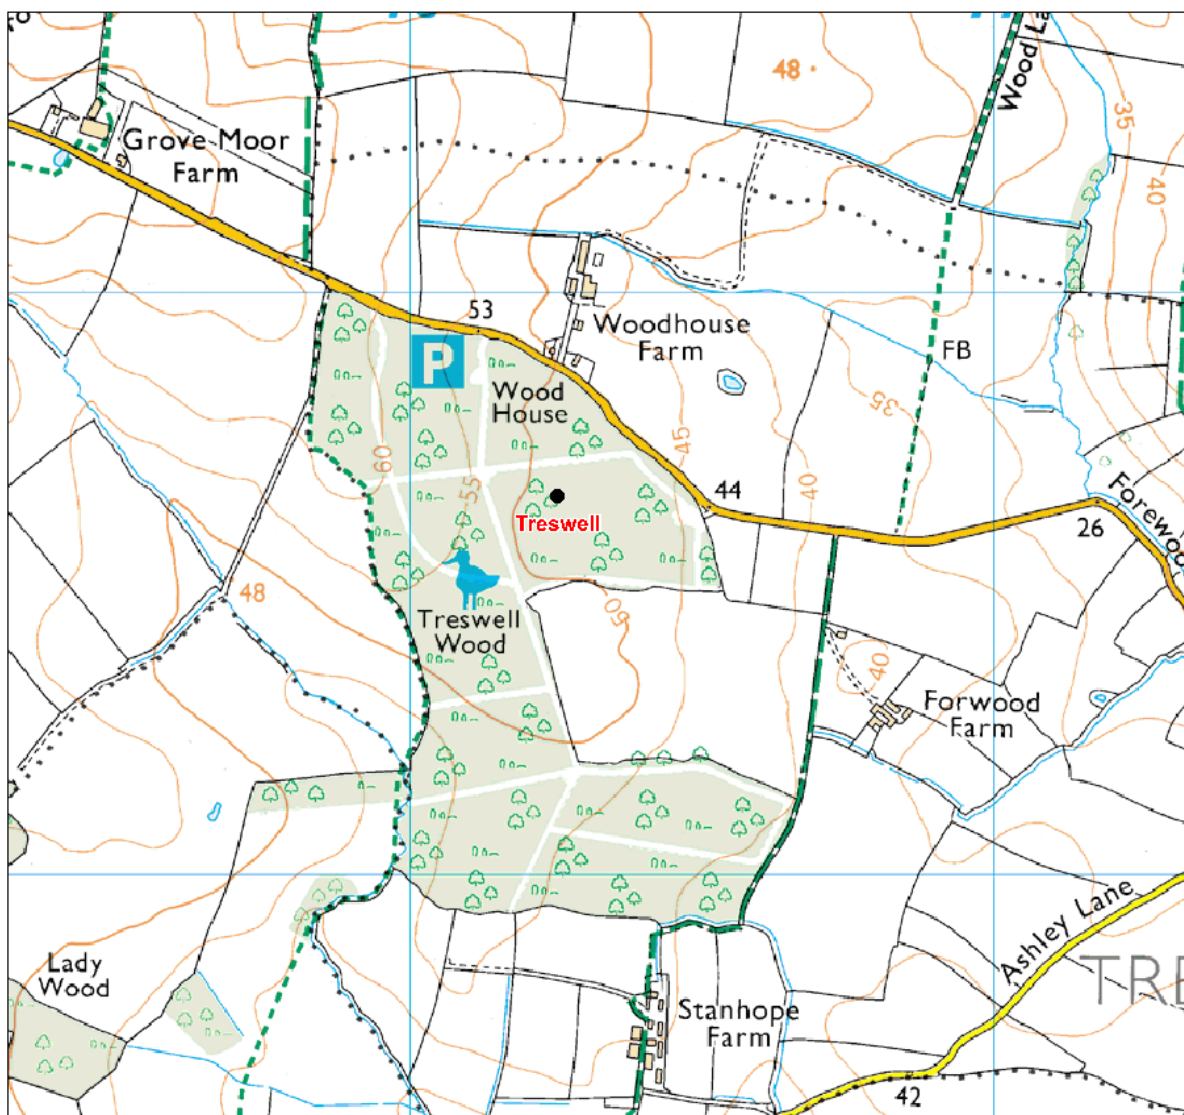 Wood La
48
35
40
Grove Moor
Farm
53
Woodhouse
Farm
FB
P
Wood
House
35
45
60
55
40
44
Treswell
Forewoo
26
48
Treswell
Wood
50
40
Forwood
Farm
Ashley Lane
Lady
Wood
TRE
Stanhope
Farm
42